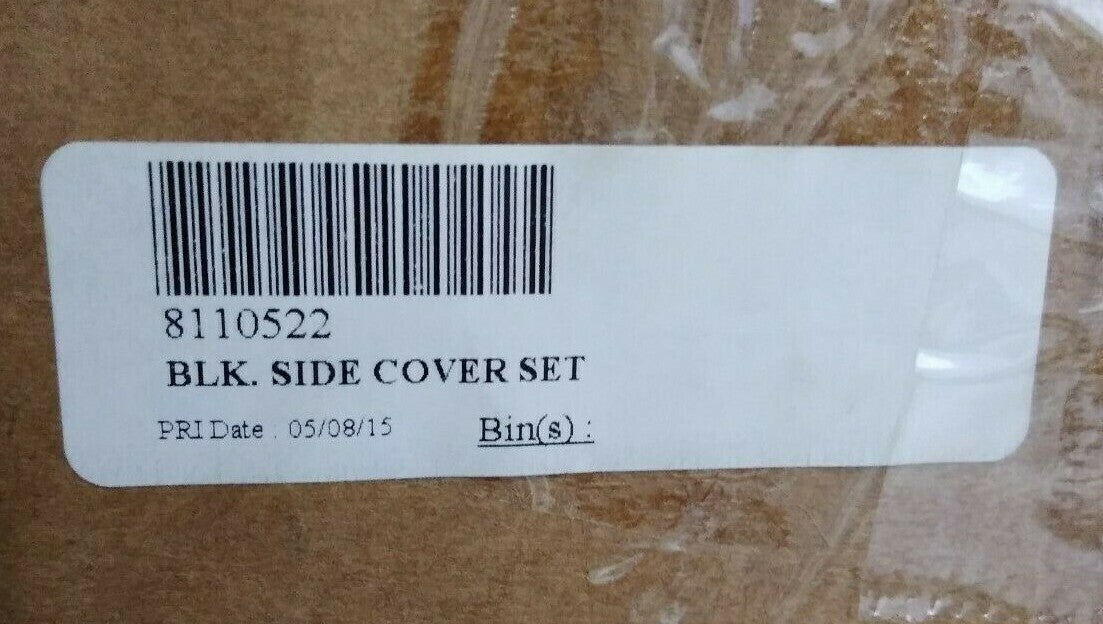 8110522
BLK. SIDE COVER SET
PRI Date : 05/08/15 Bin(s) :